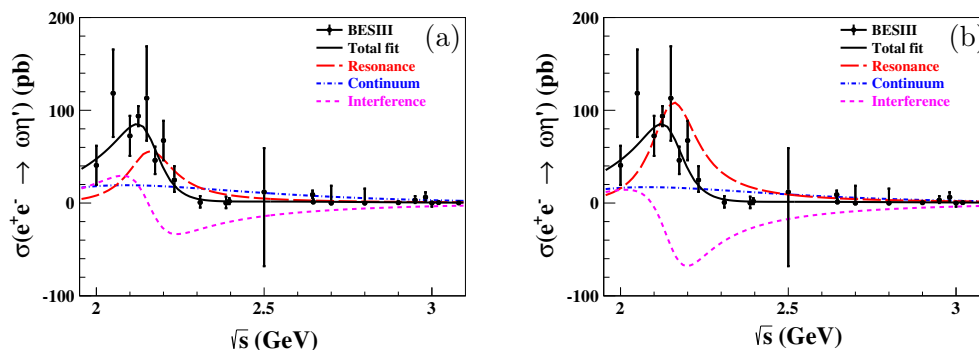 200
100
0
-100
σ(e⁺e⁻ → ωη') (pb)
2
2.5
3
√s (GeV)
BESIII
Total fit
Resonance
Continuum
Interference
(a)
200
100
0
-100
σ(e⁺e⁻ → ωη') (pb)
2
2.5
3
√s (GeV)
BESIII
Total fit
Resonance
Continuum
Interference
(b)